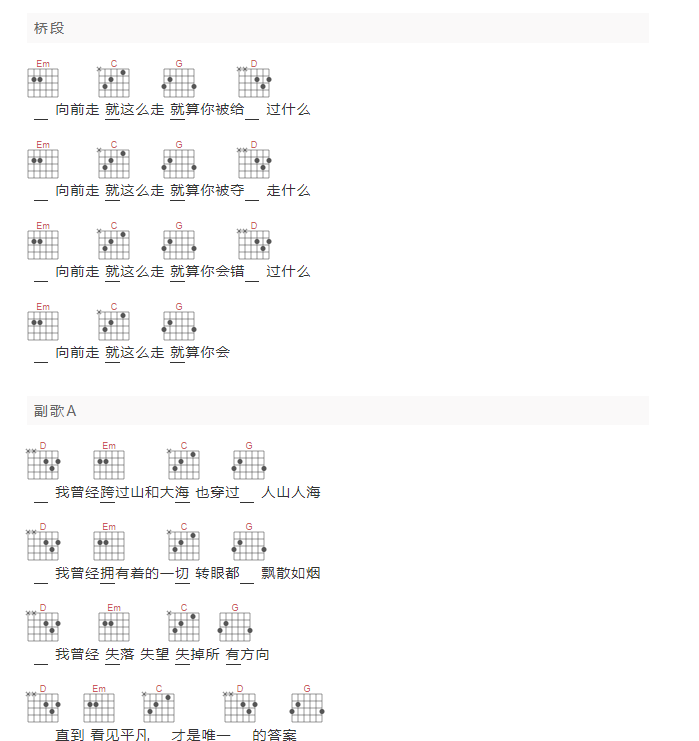 桥段
Em C G D
__ 向前走 就这么走 就算你被给__ 过什么
Em C G D
__ 向前走 就这么走 就算你被夺__ 走什么
Em C G D
__ 向前走 就这么走 就算你会错__ 过什么
Em C G
__ 向前走 就这么走 就算你会
副歌A
D Em C G
__ 我曾经跨过山和大海 也穿过__ 人山人海
D Em C G
__ 我曾经拥有着的一切 转眼都__ 飘散如烟
D Em C G
__ 我曾经 失落 失望 失掉所 有方向
D Em C D G
直到 看见平凡 才是唯一 的答案